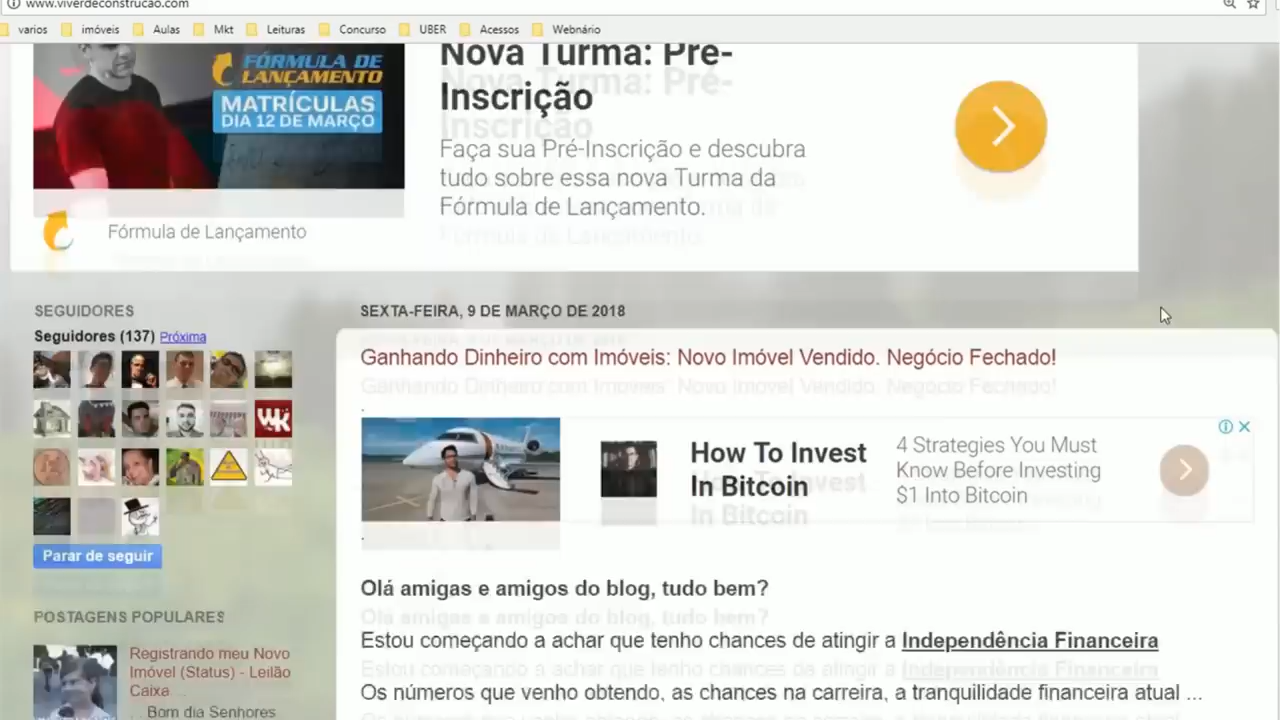 www.viverdeconstrucao.com
varios imóveis Aulas Mkt Leituras Concurso UBER Acessos Webnário
FÓRMULA DE
LANÇAMENTO
MATRÍCULAS
DIA 12 DE MARÇO
Nova Turma: Pré-
Inscrição
Faça sua Pré-Inscrição e descubra
tudo sobre essa nova Turma da
Fórmula de Lançamento.
Fórmula de Lançamento
SEGUIDORES
Seguidores (137) Próxima
Parar de seguir
POSTAGENS POPULARES
Registrando meu Novo
Imóvel (Status) - Leilão
Caixa
Bom dia Senhores
SEXTA-FEIRA, 9 DE MARÇO DE 2018
Ganhando Dinheiro com Imóveis: Novo Imóvel Vendido. Negócio Fechado!
.
How To Invest
In Bitcoin
4 Strategies You Must
Know Before Investing
$1 Into Bitcoin
.
Olá amigas e amigos do blog, tudo bem?
Estou começando a achar que tenho chances de atingir a Independência Financeira
Os números que venho obtendo, as chances na carreira, a tranquilidade financeira atual ...